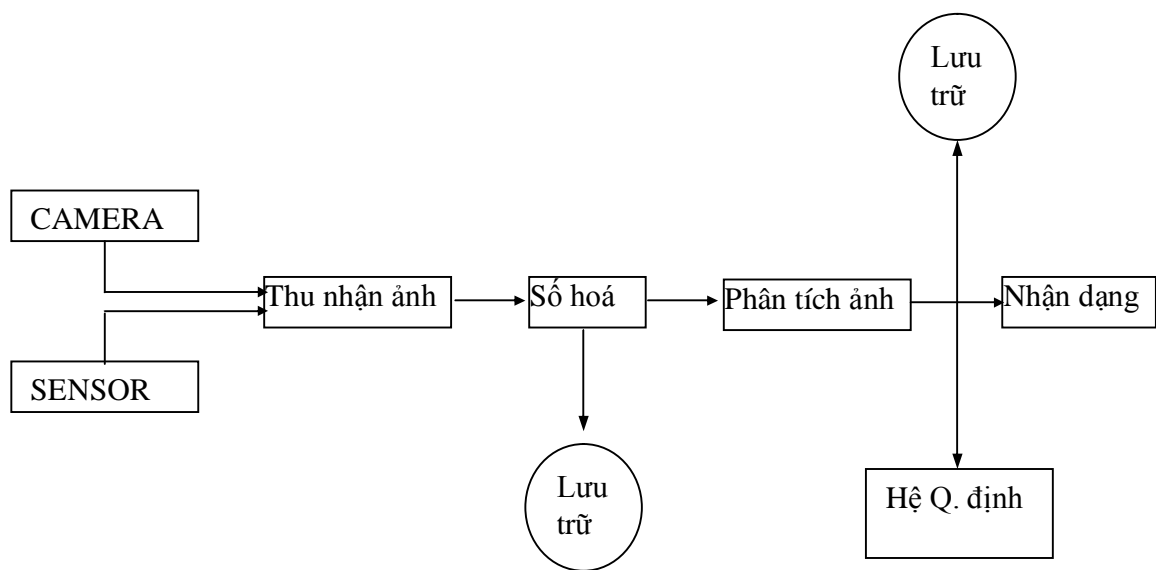 Lưu
trữ
CAMERA
Thu nhận ảnh
Số hoá
Phân tích ảnh
Nhận dạng
SENSOR
Lưu
trữ
Hệ Q. định